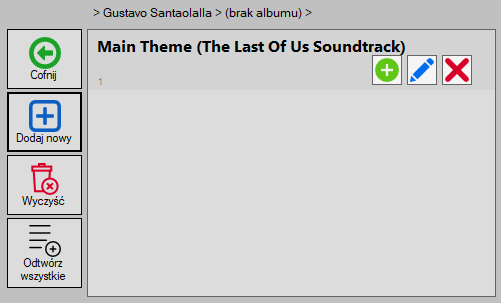 > Gustavo Santaolalla > (brak albumu) >
Cofnij
Dodaj nowy
Wyczyść
Odtwórz
wszystkie
Main Theme (The Last Of Us Soundtrack)
1